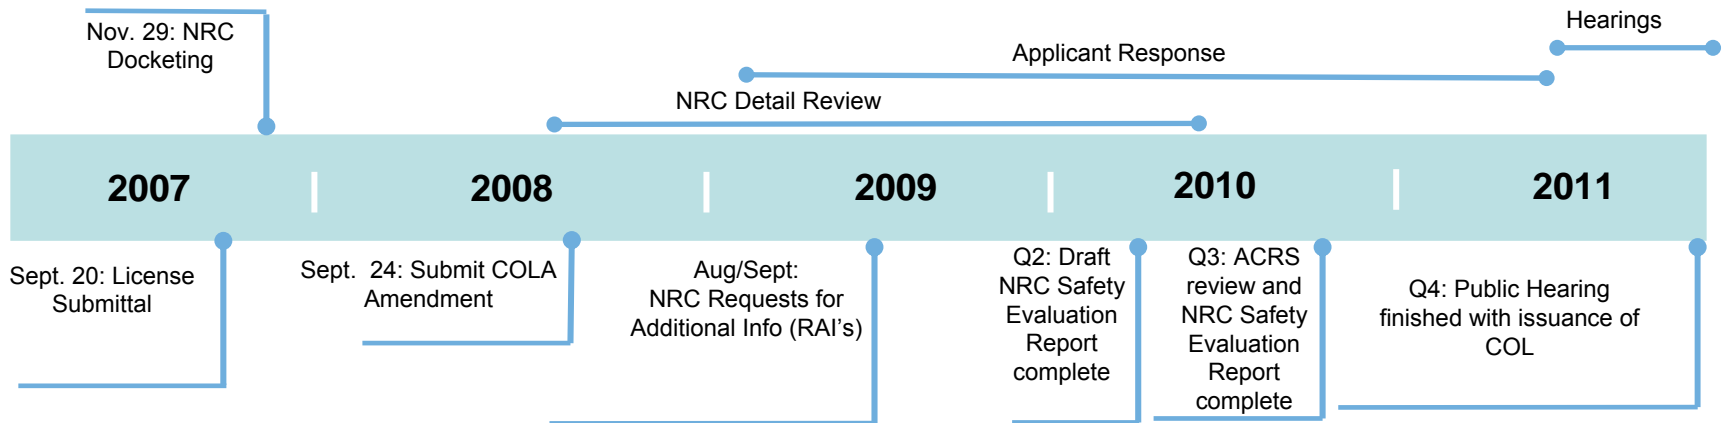 Nov. 29: NRC
Docketing
Hearings
Applicant Response
NRC Detail Review
2007
2008
2009
2010
2011
Sept. 20: License
Submittal
Sept.  24: Submit COLA
Amendment
Aug/Sept:
NRC Requests for
Additional Info (RAI's)
Q2: Draft
NRC Safety
Evaluation
Report
complete
Q3: ACRS
review and
NRC Safety
Evaluation
Report
complete
Q4: Public Hearing
finished with issuance of
COL